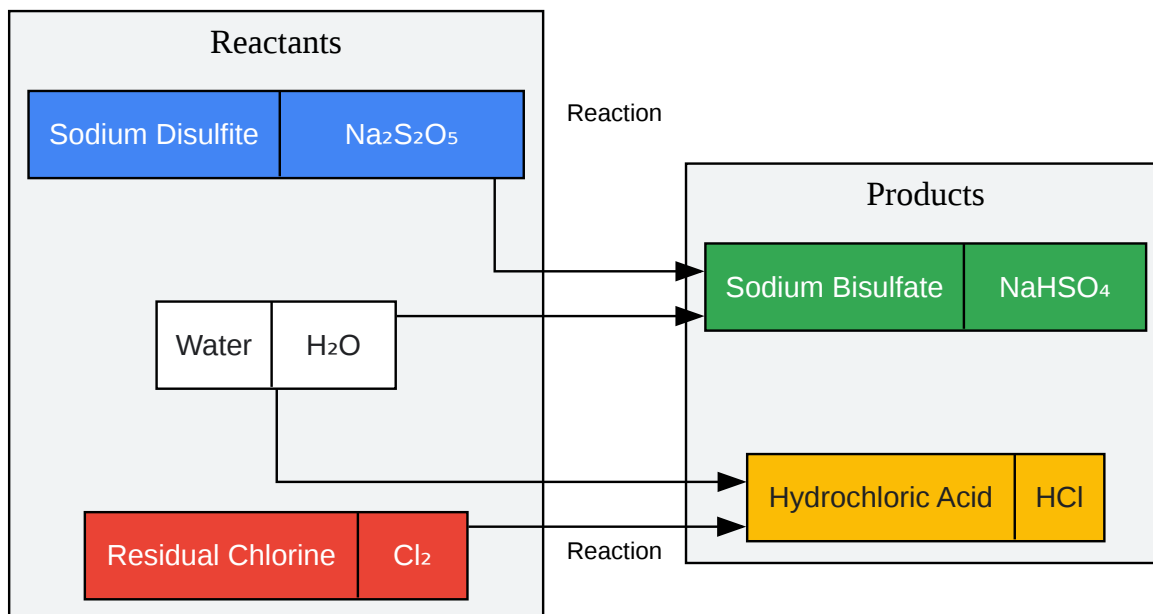 Reactants
Sodium Disulfite Na₂S₂O₅
Reaction
Products
Sodium Bisulfate NaHSO₄
Water H₂O
Hydrochloric Acid HCl
Residual Chlorine Cl₂
Reaction